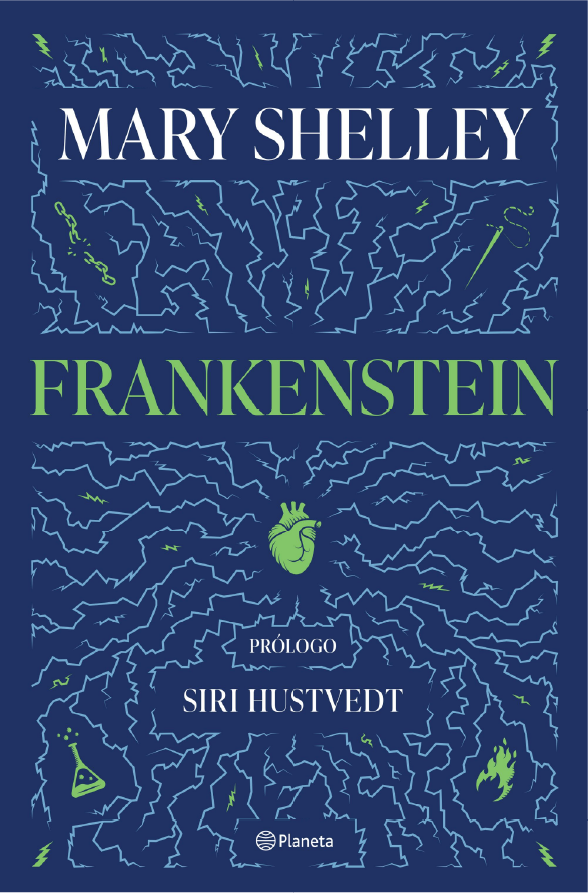 MARY SHELLEY
FRANKENSTEIN
PRÓLOGO
SIRI HUSTVEDT
Planeta